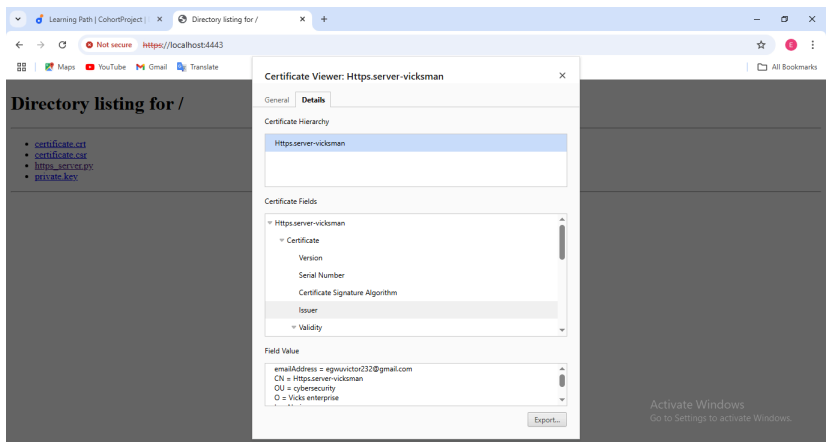 Learning Path | CohortProject |
Directory listing for /
Not secure https://localhost:4443
E
Maps YouTube Gmail Translate All Bookmarks
Directory listing for /
certificate.crt
certificate.csr
https_server.py
private.key
Certificate Viewer: Https.server-vicksman
General Details
Certificate Hierarchy
Https.server-vicksman
Certificate Fields
Https.server-vicksman
Certificate
Version
Serial Number
Certificate Signature Algorithm
Issuer
Validity
Field Value
emailAddress = egwuvictor232@gmail.com
CN = Https.server-vicksman
OU = cybersecurity
O = Vicks enterprise
Export...
Activate Windows
Go to Settings to activate Windows.